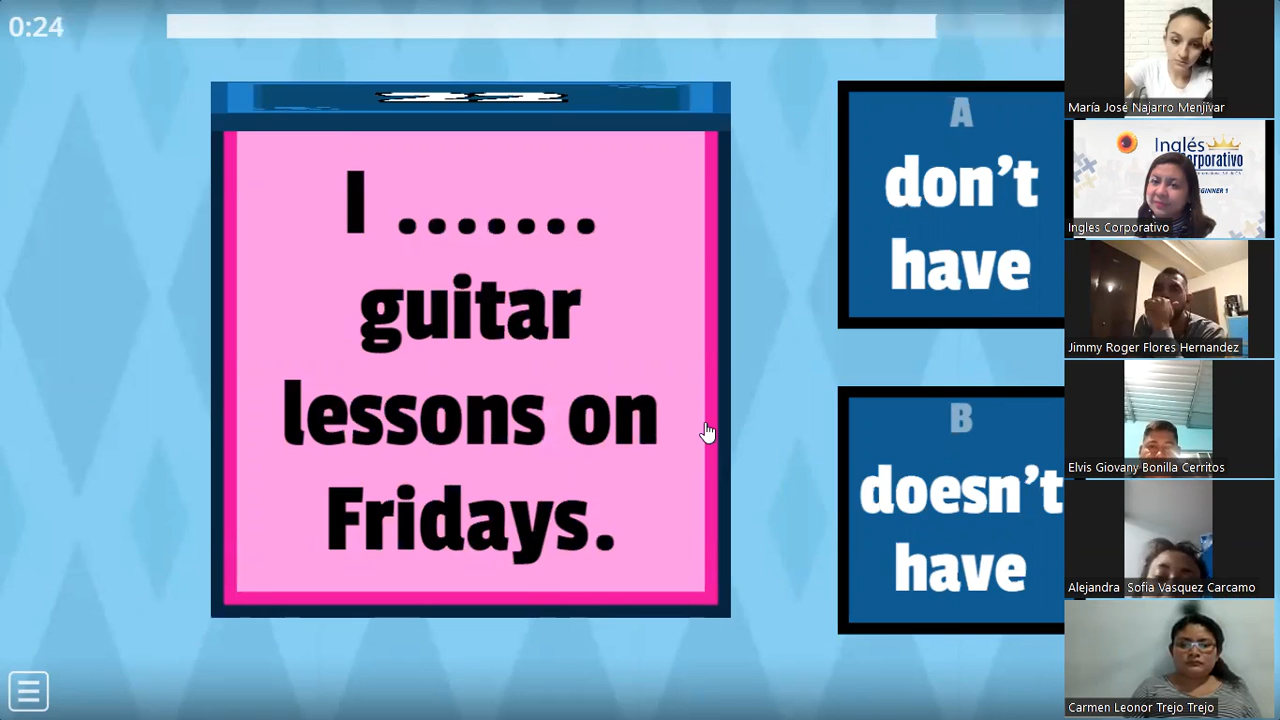 0:24
I .......
guitar
lessons on
Fridays.
A
don't
have
B
doesn't
have
María José Najarro Menjívar
Inglés
Corporativo
Ingles Corporativo
Jimmy Roger Flores Hernandez
Elvis Giovany Bonilla Cerritos
Alejandra Sofía Vasquez Carcamo
Carmen Leonor Trejo Trejo